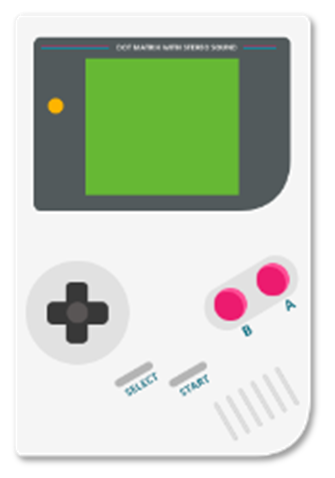 DOT MATRIX WITH STEREO SOUND
B
A
SELECT
START